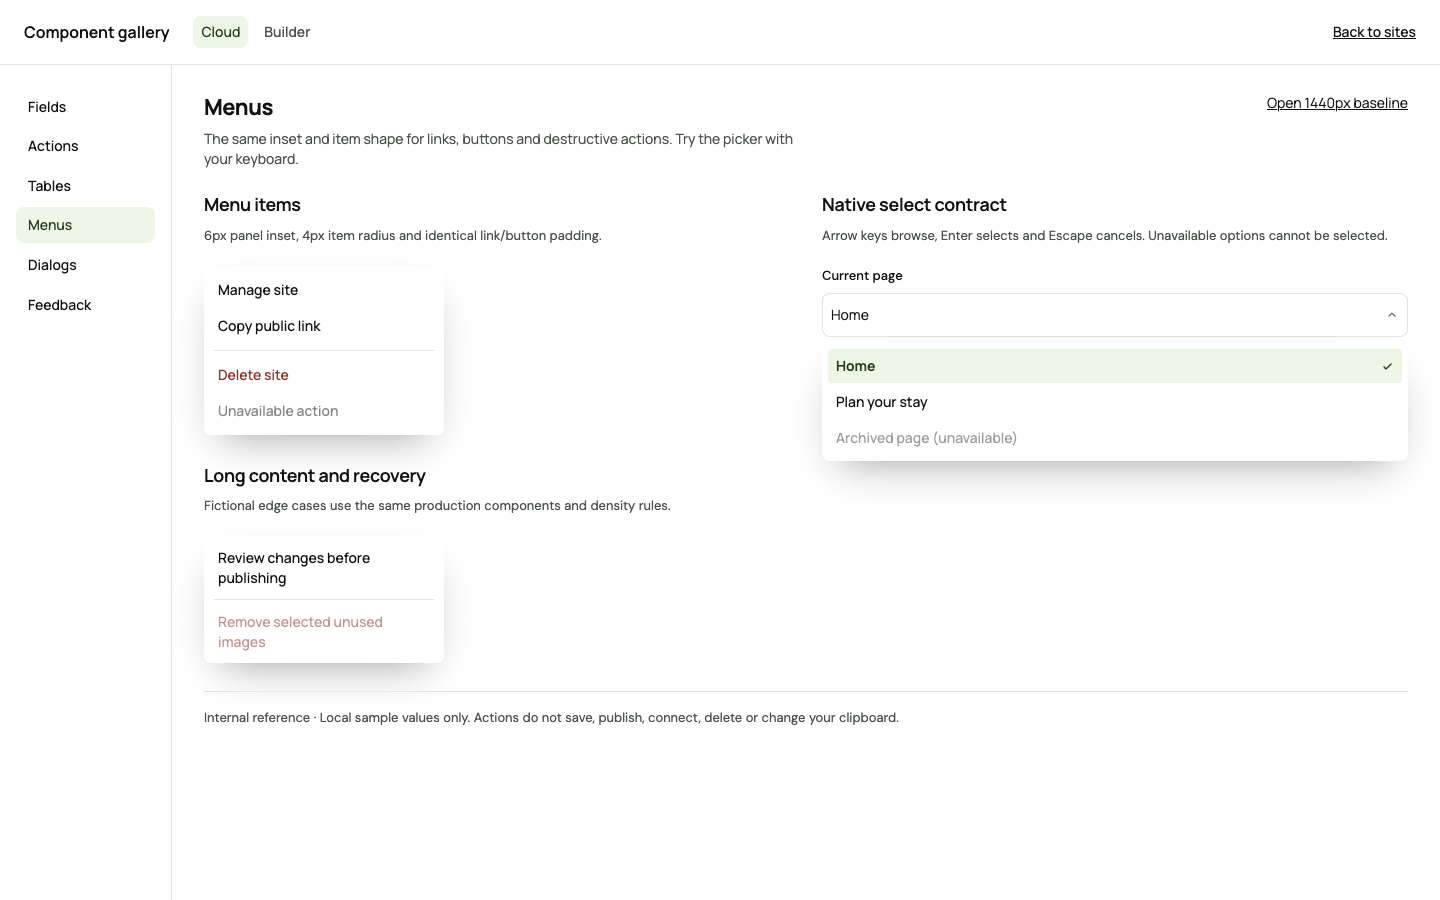 Component gallery
Cloud
Builder
Back to sites
Fields
Actions
Tables
Menus
Dialogs
Feedback
Menus
Open 1440px baseline
The same inset and item shape for links, buttons and destructive actions. Try the picker with
your keyboard.
Menu items
6px panel inset, 4px item radius and identical link/button padding.
Manage site
Copy public link
Delete site
Unavailable action
Long content and recovery
Fictional edge cases use the same production components and density rules.
Review changes before
publishing
Remove selected unused
images
Native select contract
Arrow keys browse, Enter selects and Escape cancels. Unavailable options cannot be selected.
Current page
Home
Home
Plan your stay
Archived page (unavailable)
Internal reference · Local sample values only. Actions do not save, publish, connect, delete or change your clipboard.